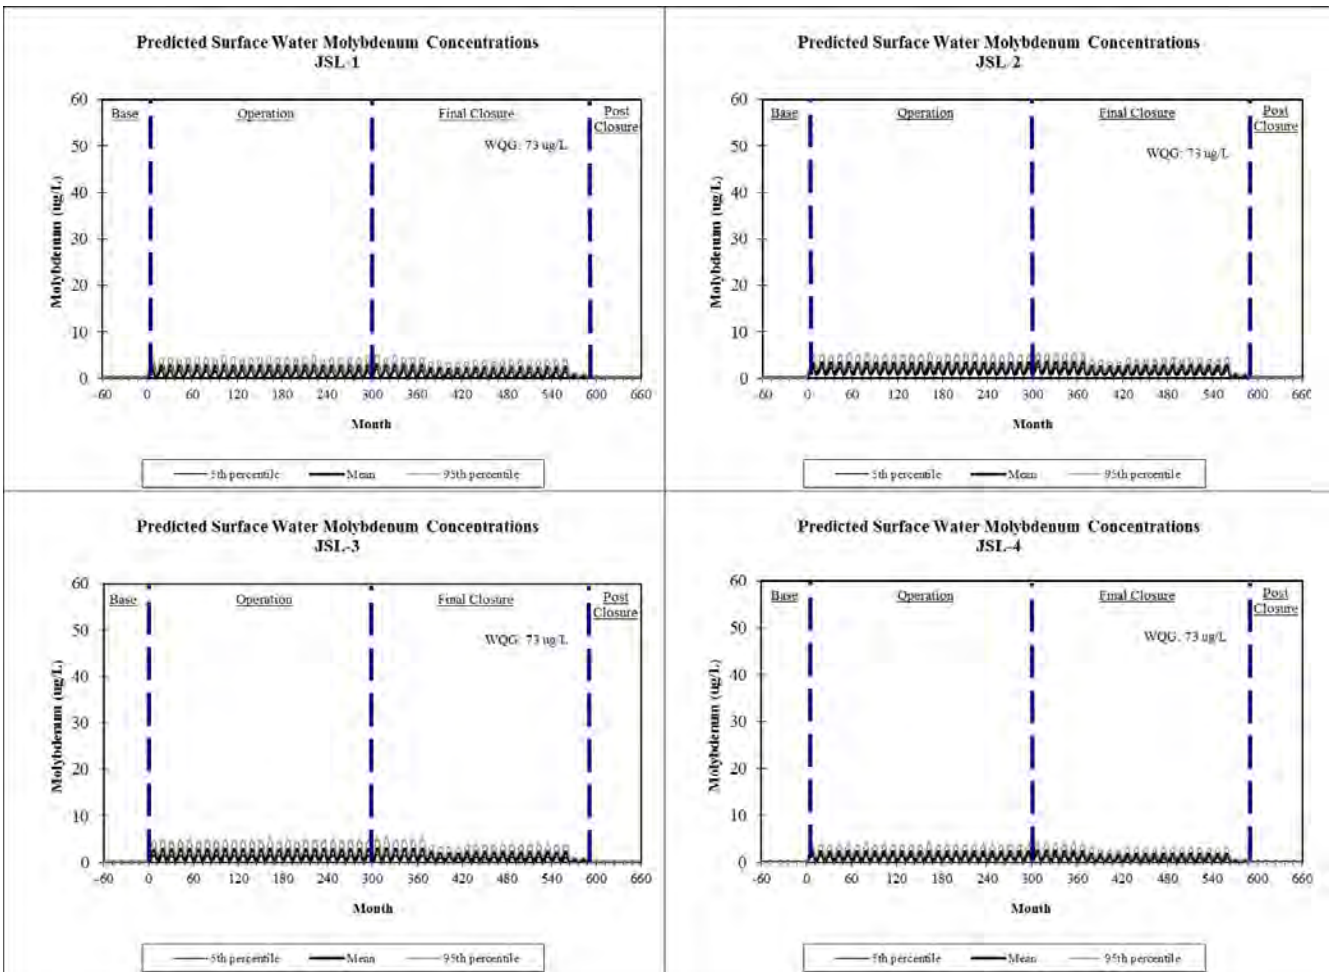 Predicted Surface Water Molybdenum Concentrations
JSL-1
60
50
40
30
20
10
0
Molybdenum (ug/L)
Base
Operation
Final Closure
Post
Closure
WQG: 73 ug/L
-60 0 60 120 180 240 300 360 420 480 540 600 660
Month
5th percentile Mean 95th percentile
Predicted Surface Water Molybdenum Concentrations
JSL-2
60
50
40
30
20
10
0
Molybdenum (ug/L)
Base
Operation
Final Closure
Post
Closure
WQG: 73 ug/L
-60 0 60 120 180 240 300 360 420 480 540 600 660
Month
5th percentile Mean 95th percentile
Predicted Surface Water Molybdenum Concentrations
JSL-3
60
50
40
30
20
10
0
Molybdenum (ug/L)
Base
Operation
Final Closure
Post
Closure
WQG: 73 ug/L
-60 0 60 120 180 240 300 360 420 480 540 600 660
Month
5th percentile Mean 95th percentile
Predicted Surface Water Molybdenum Concentrations
JSL-4
60
50
40
30
20
10
0
Molybdenum (ug/L)
Base
Operation
Final Closure
Post
Closure
WQG: 73 ug/L
-60 0 60 120 180 240 300 360 420 480 540 600 660
Month
5th percentile Mean 95th percentile